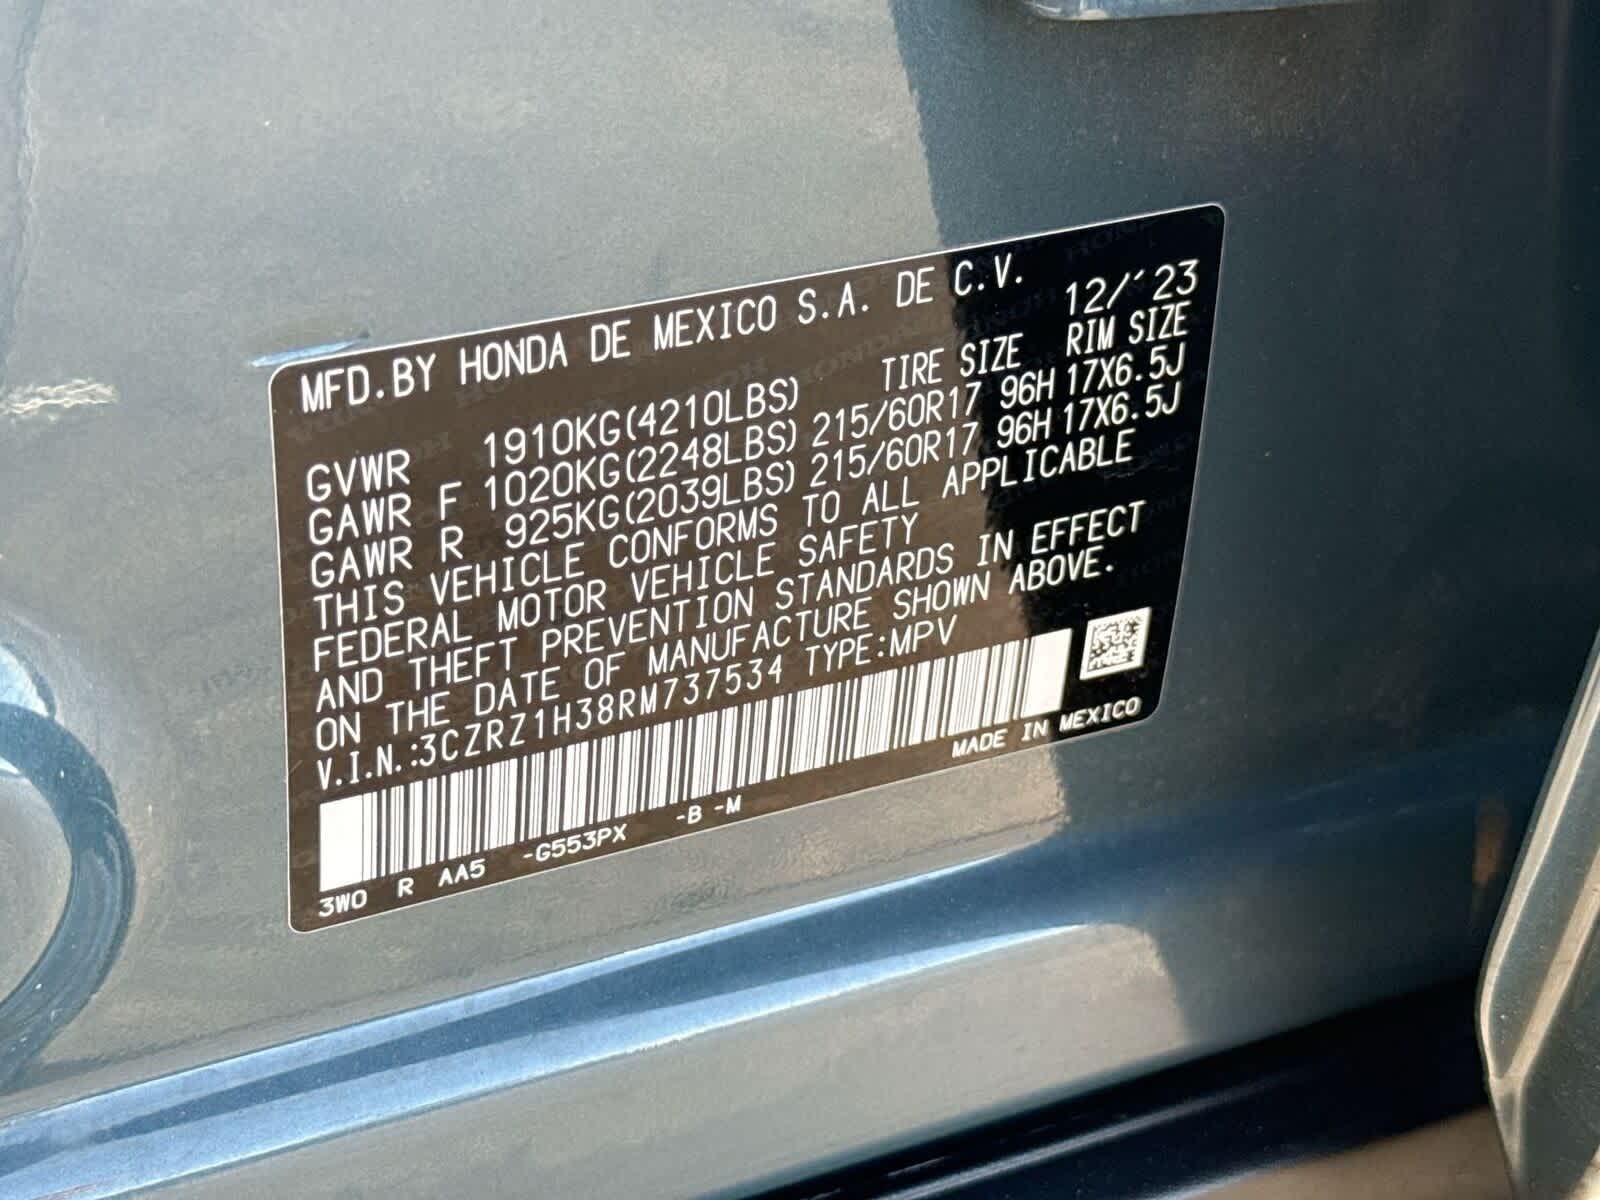 MFD.BY HONDA DE MEXICO S.A. DE C.V. 12/´23
TIRE SIZE RIM SIZE
GVWR 1910KG(4210LBS)
GAWR F 1020KG(2248LBS) 215/60R17 96H 17X6.5J
GAWR R 925KG(2039LBS) 215/60R17 96H 17X6.5J
THIS VEHICLE CONFORMS TO ALL APPLICABLE
FEDERAL MOTOR VEHICLE SAFETY
AND THEFT PREVENTION STANDARDS IN EFFECT
ON THE DATE OF MANUFACTURE SHOWN ABOVE.
V.I.N.:3CZRZ1H38RM737534 TYPE:MPV
MADE IN MEXICO
3W0 R AA5 -G553PX -B -M